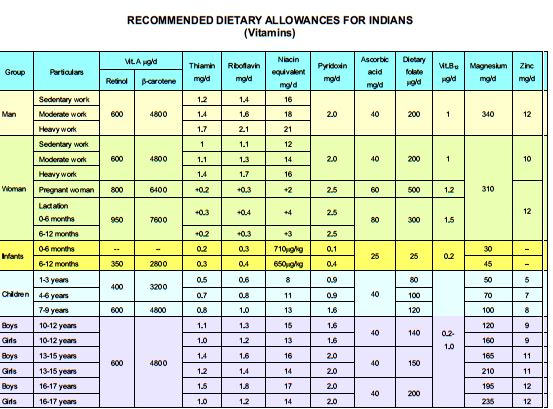 RECOMMENDED DIETARY ALLOWANCES FOR INDIANS
(Vitamins)
Group Particulars Vit. A µg/d Thiamin mg/d Riboflavin mg/d Niacin equivalent mg/d Pyridoxin mg/d Ascorbic acid mg/d Dietary folate µg/d Vit.B12 µg/d Magnesium mg/d Zinc mg/d
Retinol β-carotene
Man Sedentary work 600 4800 1.2 1.4 16 2.0 40 200 1 340 12
Moderate work 1.4 1.6 18
Heavy work 1.7 2.1 21
Woman Sedentary work 600 4800 1 1.1 12 2.0 40 200 1 310 10
Moderate work 1.1 1.3 14
Heavy work 1.4 1.7 16
Pregnant woman 800 6400 +0.2 +0.3 +2 2.5 60 500 1.2 12
Lactation
0-6 months 950 7600 +0.3 +0.4 +4 2.5 80 300 1.5
6-12 months +0.2 +0.3 +3 2.5
Infants 0-6 months -- -- 0.2 0.3 710µg/kg 0.1 25 25 0.2 30 –
6-12 months 350 2800 0.3 0.4 650µg/kg 0.4 45 –
Children 1-3 years 400 3200 0.5 0.6 8 0.9 40 80 0.2-1.0 50 5
4-6 years 0.7 0.8 11 0.9 100 70 7
7-9 years 600 4800 0.8 1.0 13 1.6 120 100 8
Boys 10-12 years 600 4800 1.1 1.3 15 1.6 40 140 120 9
Girls 10-12 years 1.0 1.2 13 1.6 160 9
Boys 13-15 years 1.4 1.6 16 2.0 40 150 165 11
Girls 13-15 years 1.2 1.4 14 2.0 210 11
Boys 16-17 years 1.5 1.8 17 2.0 40 200 195 12
Girls 16-17 years 1.0 1.2 14 2.0 235 12